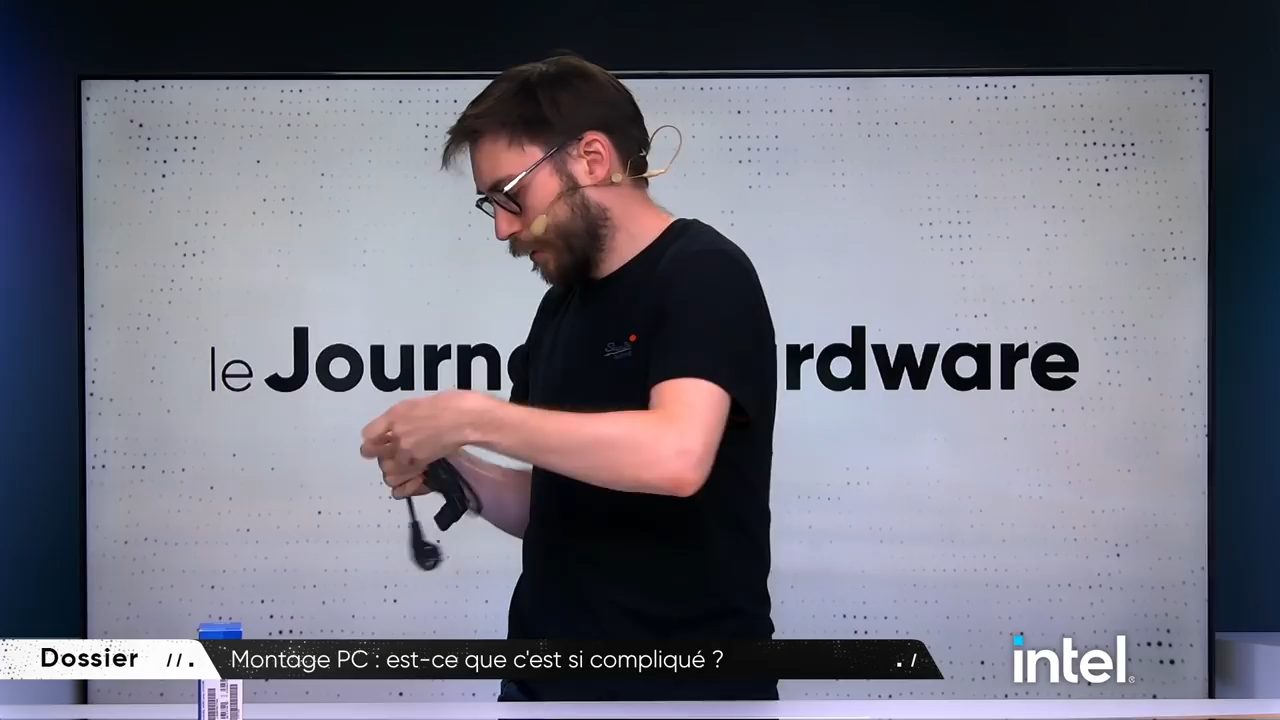 le Journ rdware
Dossier //. Montage PC : est-ce que c'est si compliqué ? ./
intel